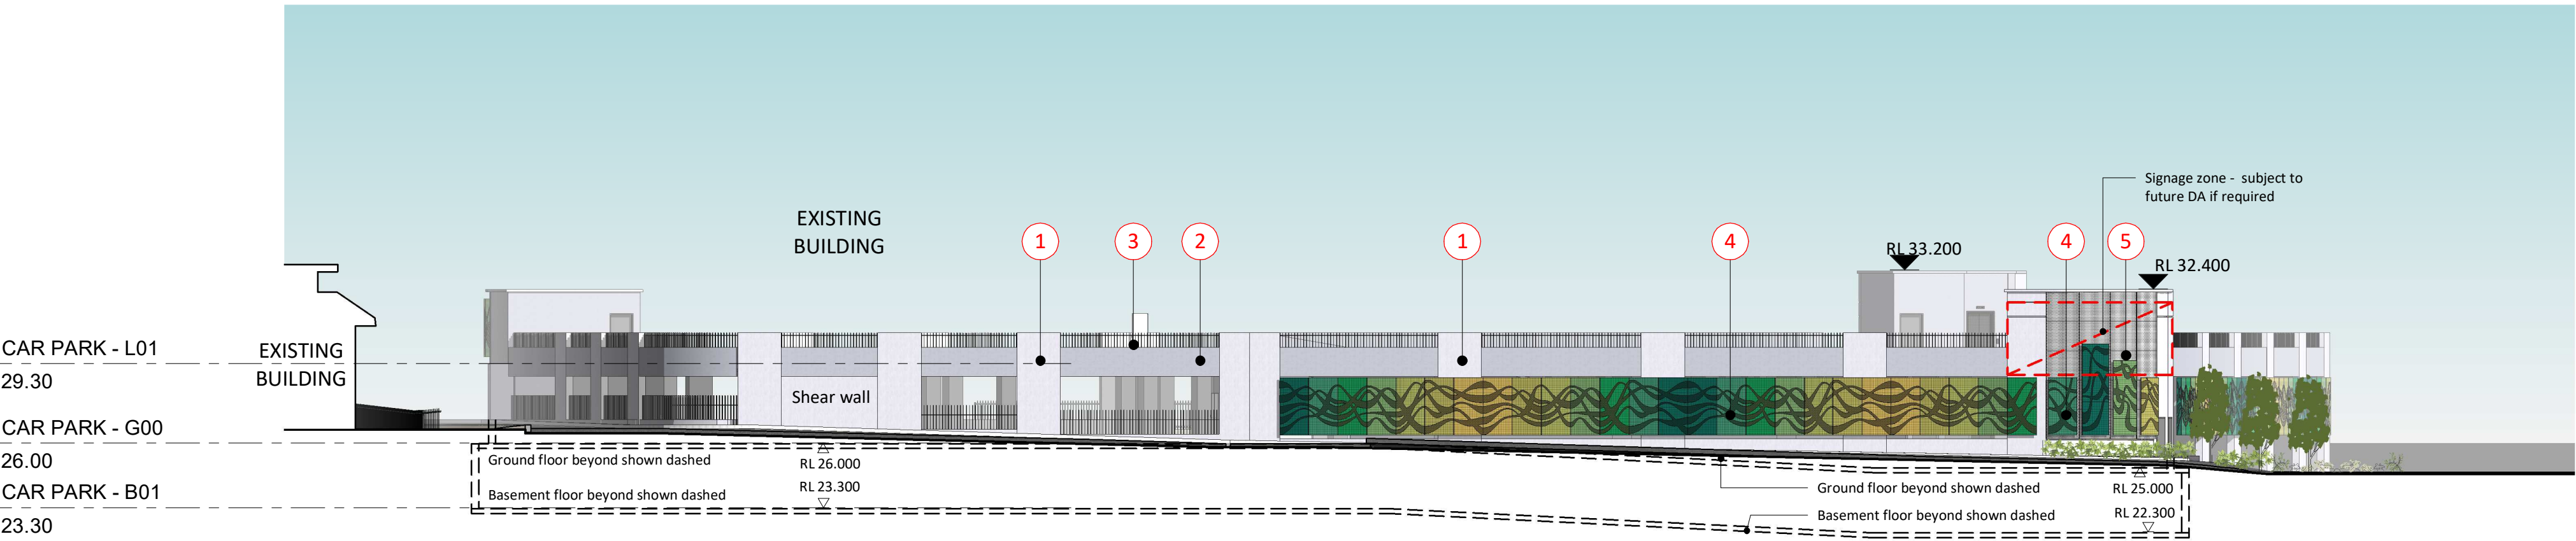 Signage zone - subject to
future DA if required
EXISTING
BUILDING
1
3
2
1
4
4
5
RL 33.200
RL 32.400
CAR PARK - L01
29.30
EXISTING
BUILDING
Shear wall
CAR PARK - G00
26.00
Ground floor beyond shown dashed
RL 26.000
CAR PARK - B01
23.30
Basement floor beyond shown dashed
RL 23.300
Ground floor beyond shown dashed
RL 25.000
Basement floor beyond shown dashed
RL 22.300